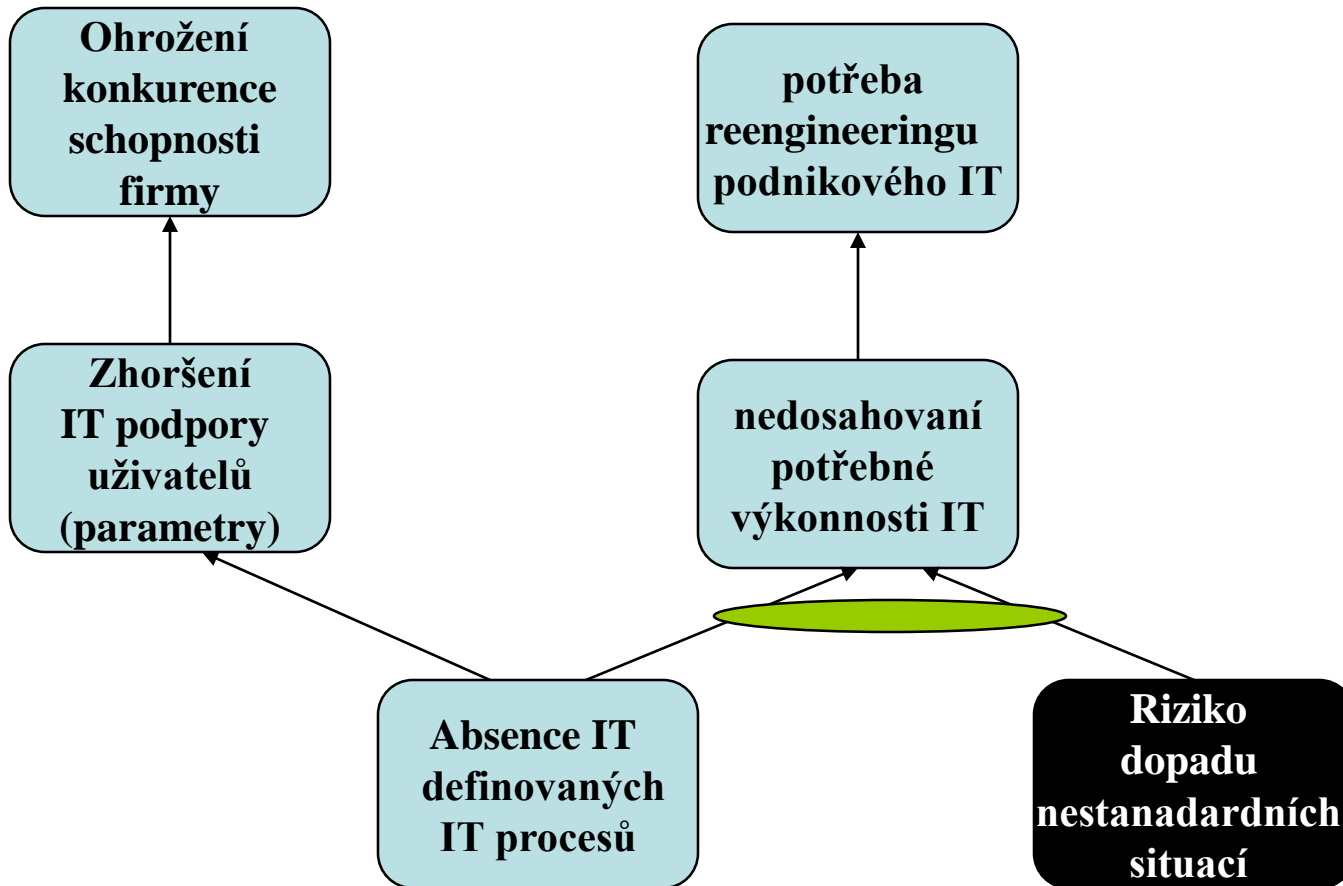 Ohrožení
konkurence
schopnosti
firmy
potřeba
reengineeringu
podnikového IT
Zhoršení
IT podpory
uživatelů
(parametry)
nedosahovaní
potřebné
výkonnosti IT
Absence IT
definovaných
IT procesů
Riziko
dopadu
nestanadardních
situací